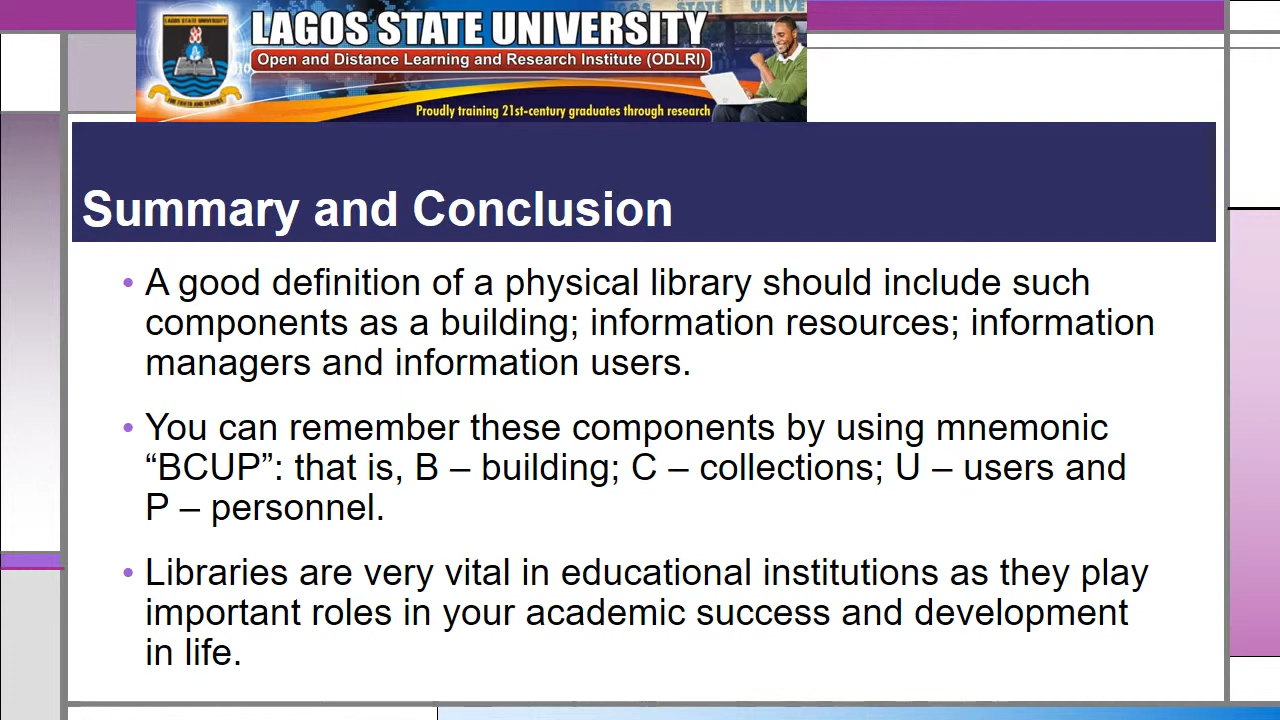 LAGOS STATE UNIVERSITY
Open and Distance Learning and Research Institute (ODLRI)
Proudly training 21st-century graduates through research
Summary and Conclusion
• A good definition of a physical library should include such
components as a building; information resources; information
managers and information users.
• You can remember these components by using mnemonic
“BCUP”: that is, B – building; C – collections; U – users and
P – personnel.
• Libraries are very vital in educational institutions as they play
important roles in your academic success and development
in life.